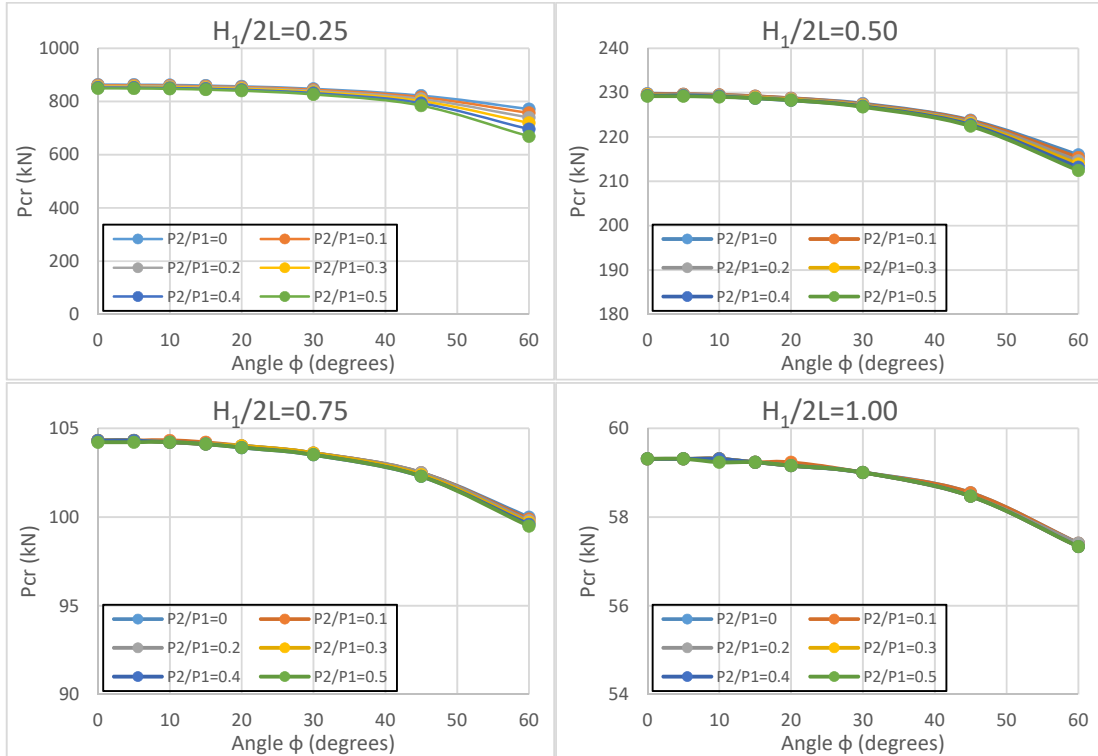 H₁/2L=0.25
1000
800
600
400
200
0
Pcr (kN)
P2/P1=0 P2/P1=0.1
P2/P1=0.2 P2/P1=0.3
P2/P1=0.4 P2/P1=0.5
0 10 20 30 40 50 60
Angle ϕ (degrees)
H₁/2L=0.50
240
230
220
210
200
190
180
Pcr (kN)
P2/P1=0 P2/P1=0.1
P2/P1=0.2 P2/P1=0.3
P2/P1=0.4 P2/P1=0.5
0 10 20 30 40 50 60
Angle ϕ (degrees)
H₁/2L=0.75
105
100
95
90
Pcr (kN)
P2/P1=0 P2/P1=0.1
P2/P1=0.2 P2/P1=0.3
P2/P1=0.4 P2/P1=0.5
0 10 20 30 40 50 60
Angle ϕ (degrees)
H₁/2L=1.00
60
58
56
54
Pcr (kN)
P2/P1=0 P2/P1=0.1
P2/P1=0.2 P2/P1=0.3
P2/P1=0.4 P2/P1=0.5
0 10 20 30 40 50 60
Angle ϕ (degrees)